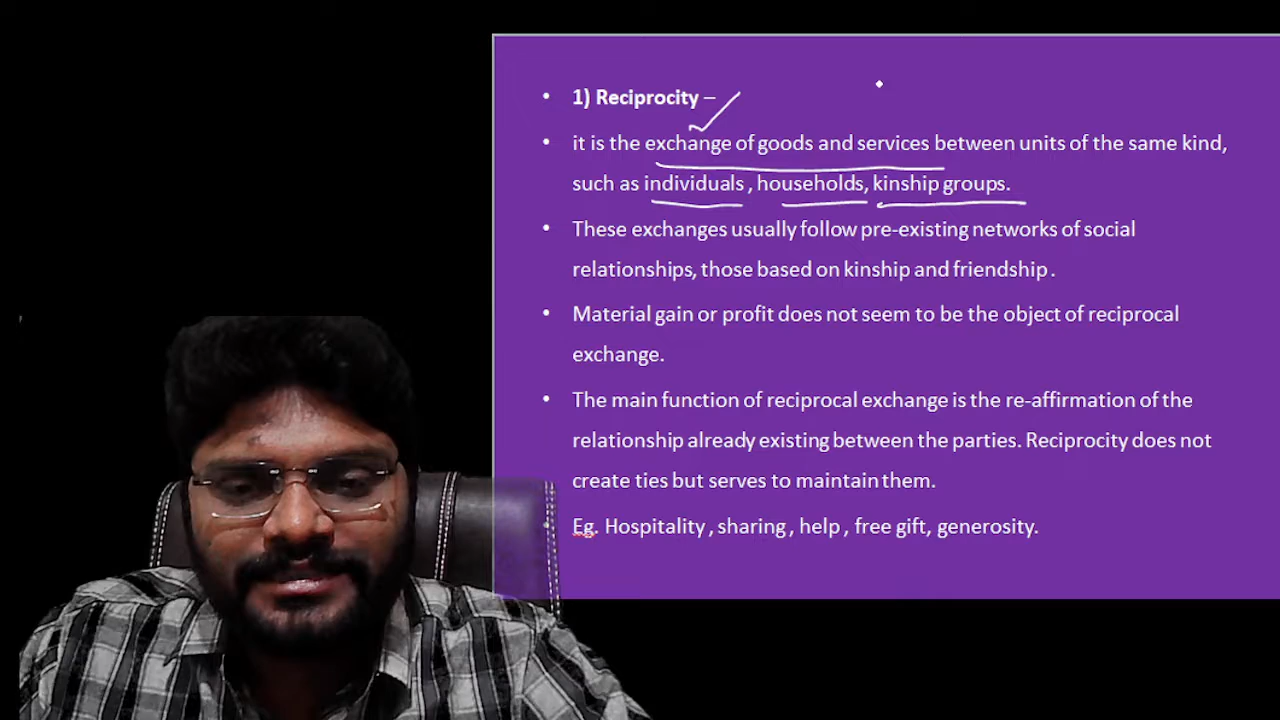 • 1) Reciprocity –
• it is the exchange of goods and services between units of the same kind,
such as individuals , households, kinship groups.
• These exchanges usually follow pre-existing networks of social
relationships, those based on kinship and friendship .
• Material gain or profit does not seem to be the object of reciprocal
exchange.
• The main function of reciprocal exchange is the re-affirmation of the
relationship already existing between the parties. Reciprocity does not
create ties but serves to maintain them.
• Eg. Hospitality , sharing , help , free gift, generosity.